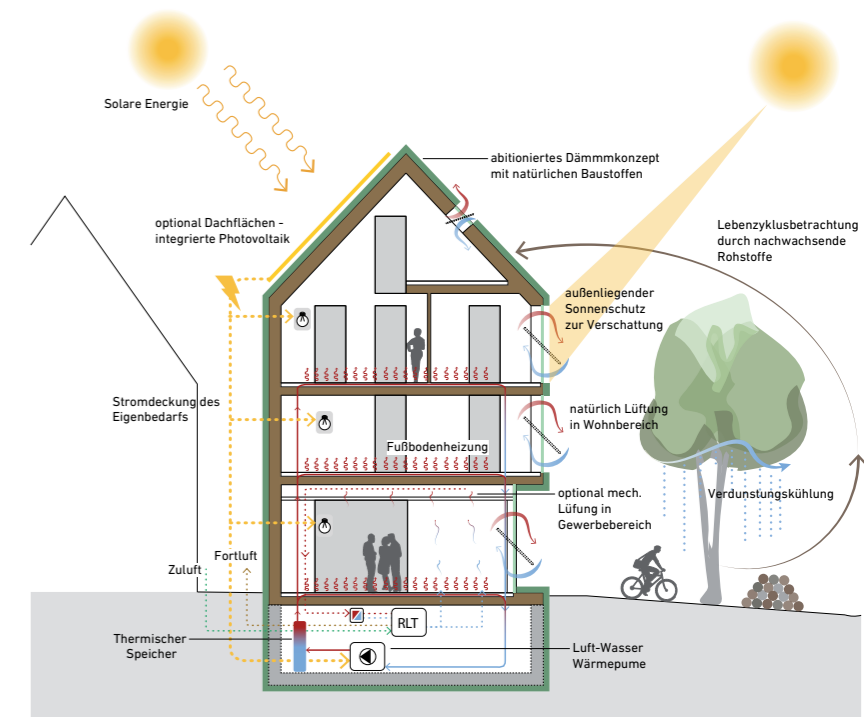 Solare Energie
abitioniertes Dämmmkonzept
mit natürlichen Baustoffen
optional Dachflächen -
integrierte Photovoltaik
Lebenzyklusbetrachtung
durch nachwachsende
Rohstoffe
außenliegender
Sonnenschutz
zur Verschattung
Stromdeckung des
Eigenbedarfs
natürlich Lüftung
in Wohnbereich
Fußbodenheizung
optional mech.
Lüfung in
Gewerbebereich
Verdunstungskühlung
Fortluft
Zuluft
RLT
Thermischer
Speicher
Luft-Wasser
Wärmepume